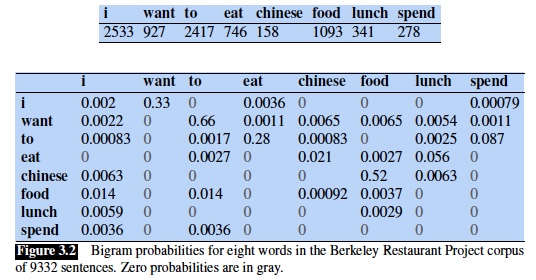 i want to eat chinese food lunch spend
2533 927 2417 746 158 1093 341 278
i want to eat chinese food lunch spend
i 0.002 0.33 0 0.0036 0 0 0 0.00079
want 0.0022 0 0.66 0.0011 0.0065 0.0065 0.0054 0.0011
to 0.00083 0 0.0017 0.28 0.00083 0 0.0025 0.087
eat 0 0 0.0027 0 0.021 0.0027 0.056 0
chinese 0.0063 0 0 0 0 0.52 0.0063 0
food 0.014 0 0.014 0 0.00092 0.0037 0 0
lunch 0.0059 0 0 0 0 0.0029 0 0
spend 0.0036 0 0.0036 0 0 0 0 0
Figure 3.2 Bigram probabilities for eight words in the Berkeley Restaurant Project corpus
of 9332 sentences. Zero probabilities are in gray.